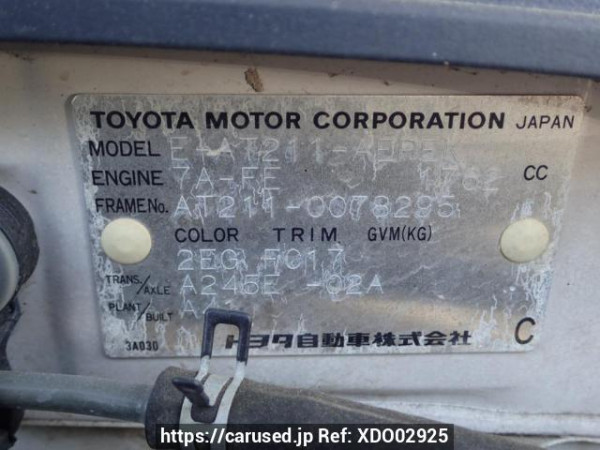 TOYOTA MOTOR CORPORATION JAPAN
MODEL E-AT211-AEPEK
ENGINE 7A-FE 1762 CC
FRAME No. AT211-0078295
COLOR TRIM GVM(KG)
2EG FC17
TRANS./AXLE A245E -02A
PLANT/BUILT
3A030 トヨタ自動車株式会社 C
https://carused.jp Ref: XDO02925